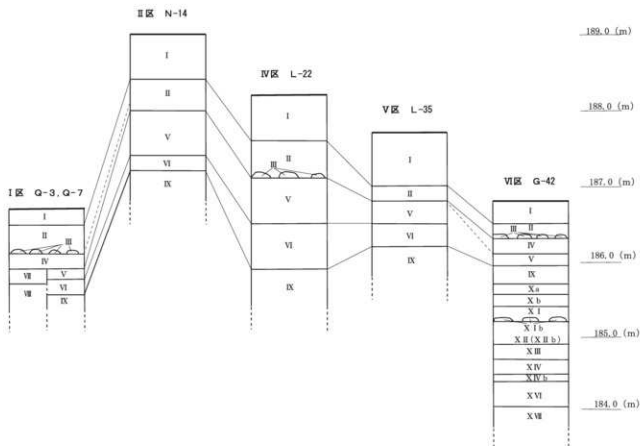 II区 N-14
I
II
V
VI
IX
IV区 L-22
I
II
III
V
VI
IX
V区 L-35
I
II
V
VI
IX
I区 Q-3, Q-7
I
II
III
IV
VII
V
VI
VIII
IX
VI区 G-42
I
III
II
IV
V
IX
Xa
Xb
XI
XIb
XII(XIIb)
XIII
XIV
XIVb
XVI
XVII
189.0 (m)
188.0 (m)
187.0 (m)
186.0 (m)
185.0 (m)
184.0 (m)